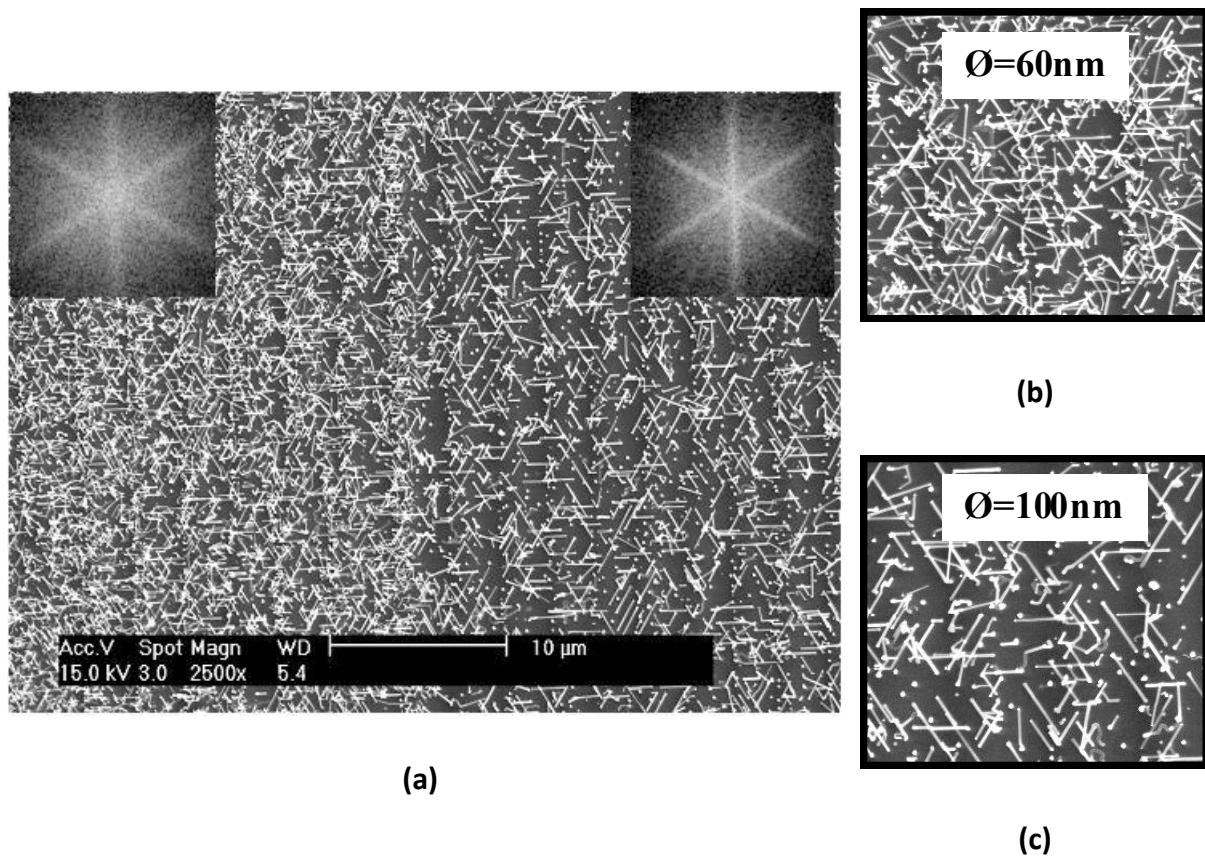 Ø=60nm
(b)
Acc.V Spot Magn WD 10 µm
15.0 kV 3.0 2500x 5.4
Ø=100nm
(a)
(c)